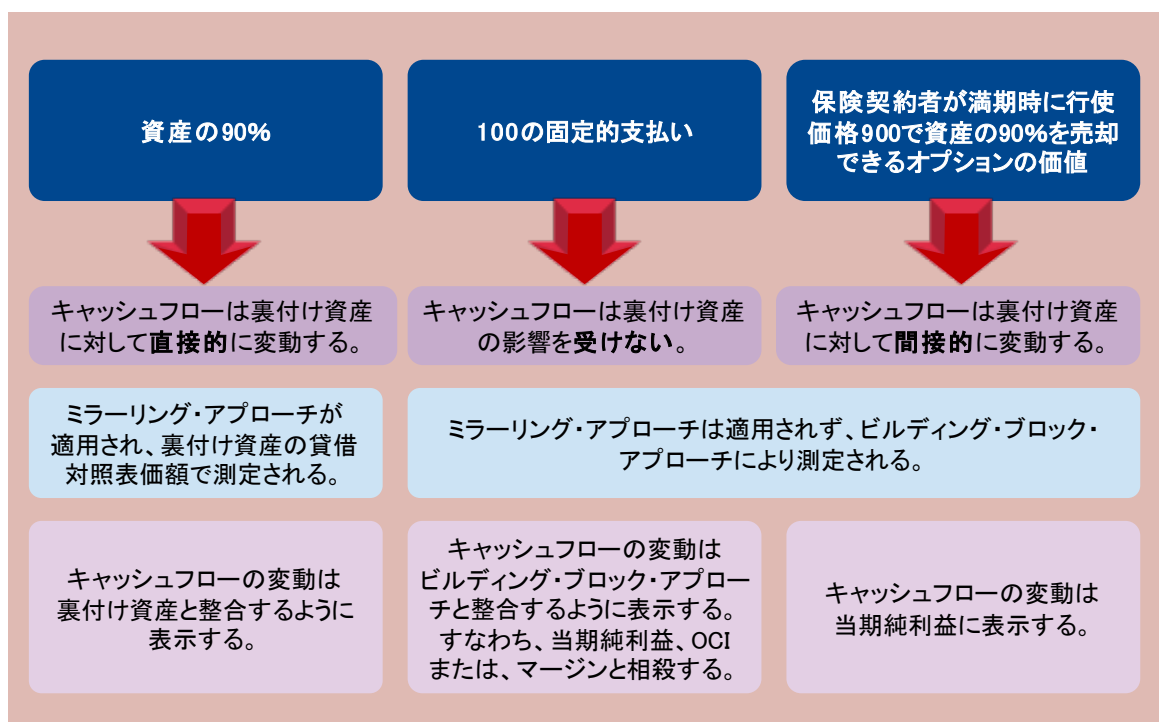 資産の90%
100の固定的支払い
保険契約者が満期時に行使
価格900で資産の90%を売却
できるオプションの価値
キャッシュフローは裏付け資産
に対して直接的に変動する。
キャッシュフローは裏付け資産
の影響を受けない。
キャッシュフローは裏付け資産
に対して間接的に変動する。
ミラーリング・アプローチが
適用され、裏付け資産の貸借
対照表価額で測定される。
ミラーリング・アプローチは適用されず、ビルディング・ブロック・
アプローチにより測定される。
キャッシュフローの変動は
裏付け資産と整合するように
表示する。
キャッシュフローの変動は
ビルディング・ブロック・アプロー
チと整合するように表示する。
すなわち、当期純利益、OCI
または、マージンと相殺する。
キャッシュフローの変動は
当期純利益に表示する。